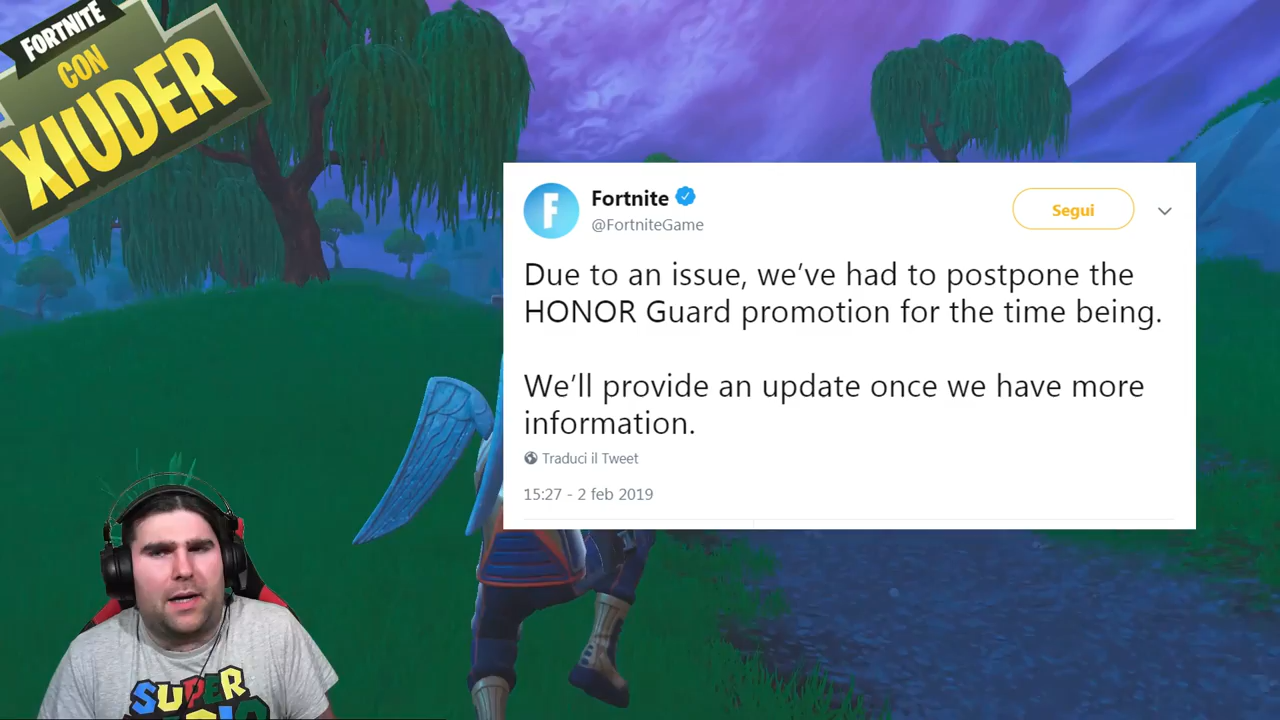 FORTNITE
CON
XIUDER
Fortnite
@FortniteGame
Segui
Due to an issue, we’ve had to postpone the
HONOR Guard promotion for the time being.
We’ll provide an update once we have more
information.
Traduci il Tweet
15:27 - 2 feb 2019
SUPER